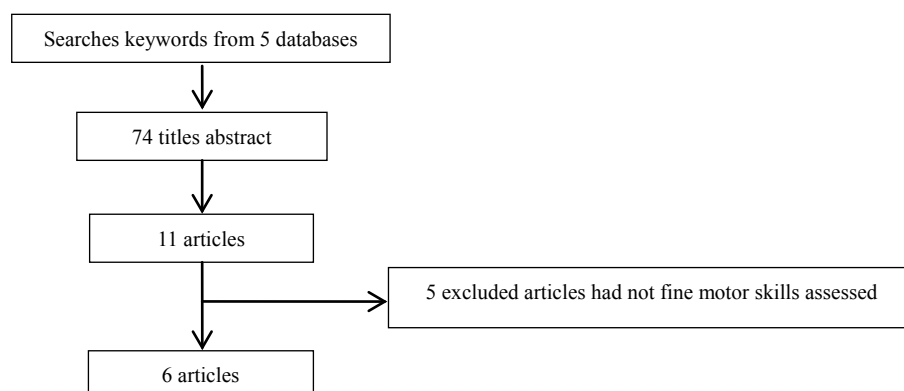 Searches keywords from 5 databases
74 titles abstract
11 articles
5 excluded articles had not fine motor skills assessed
6 articles